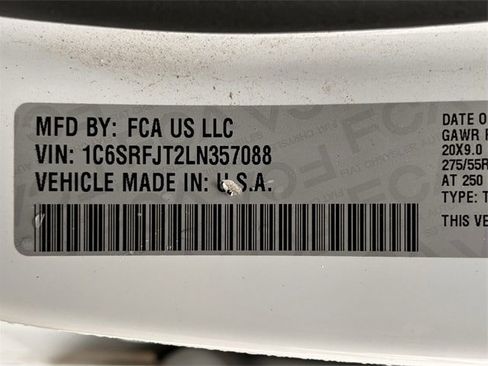 MFD BY: FCA US LLC
VIN: 1C6SRFJT2LN357088
VEHICLE MADE IN: U.S.A.
DATE O
GAWR F
20X9.0
275/55R
AT 250
TYPE: T
THIS VE